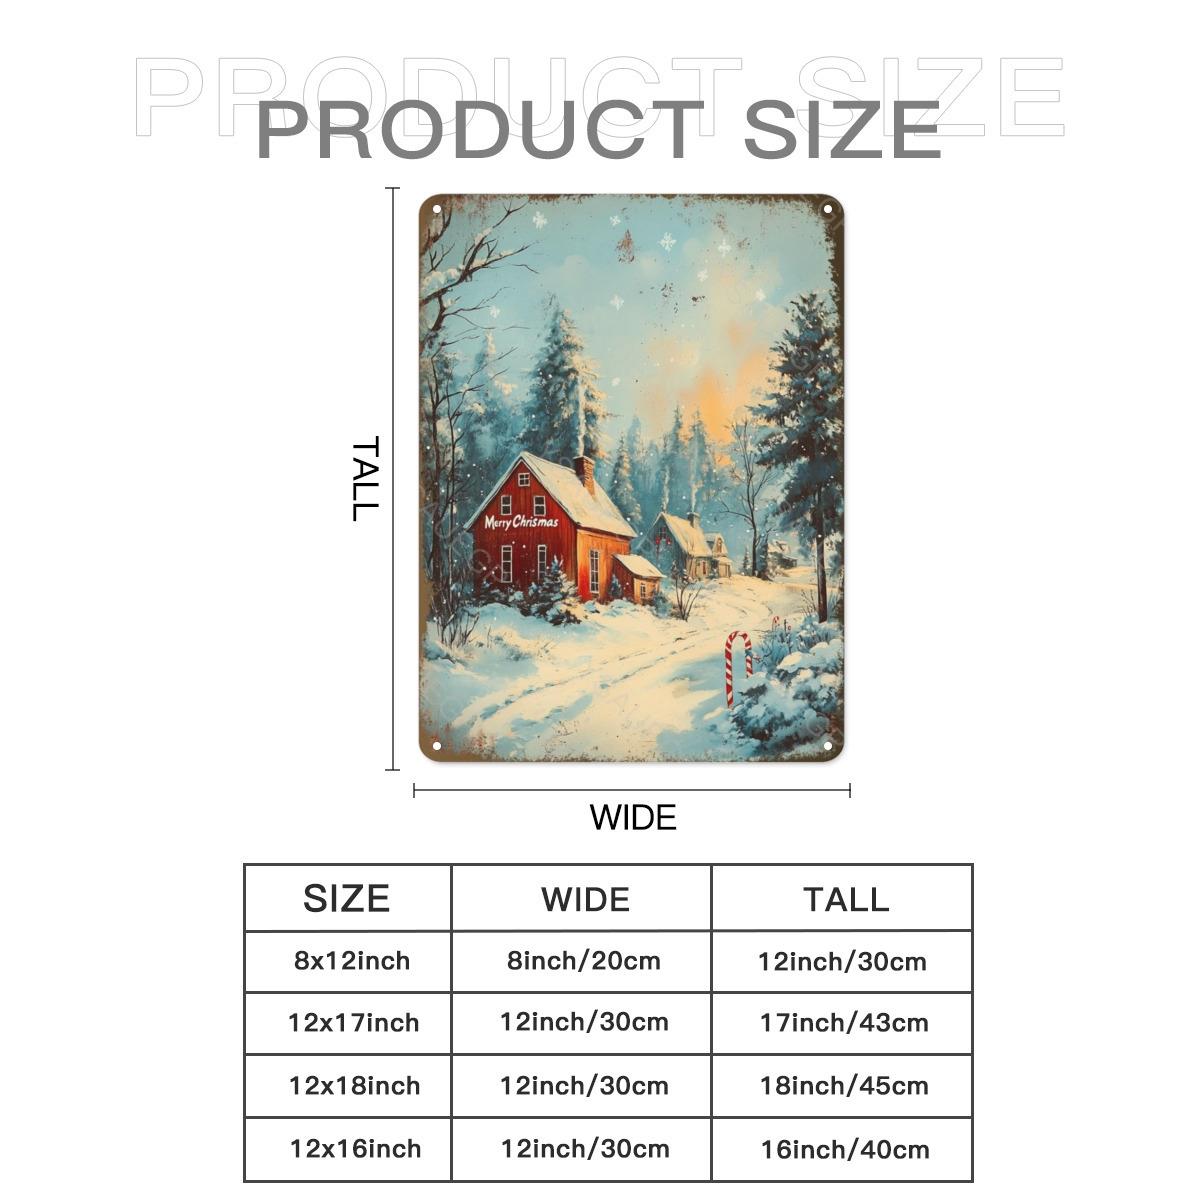 PRODUCT SIZE
PRODUCT SIZE
TALL
Merry Chrismas
WIDE
SIZE WIDE TALL
8x12inch 8inch/20cm 12inch/30cm
12x17inch 12inch/30cm 17inch/43cm
12x18inch 12inch/30cm 18inch/45cm
12x16inch 12inch/30cm 16inch/40cm